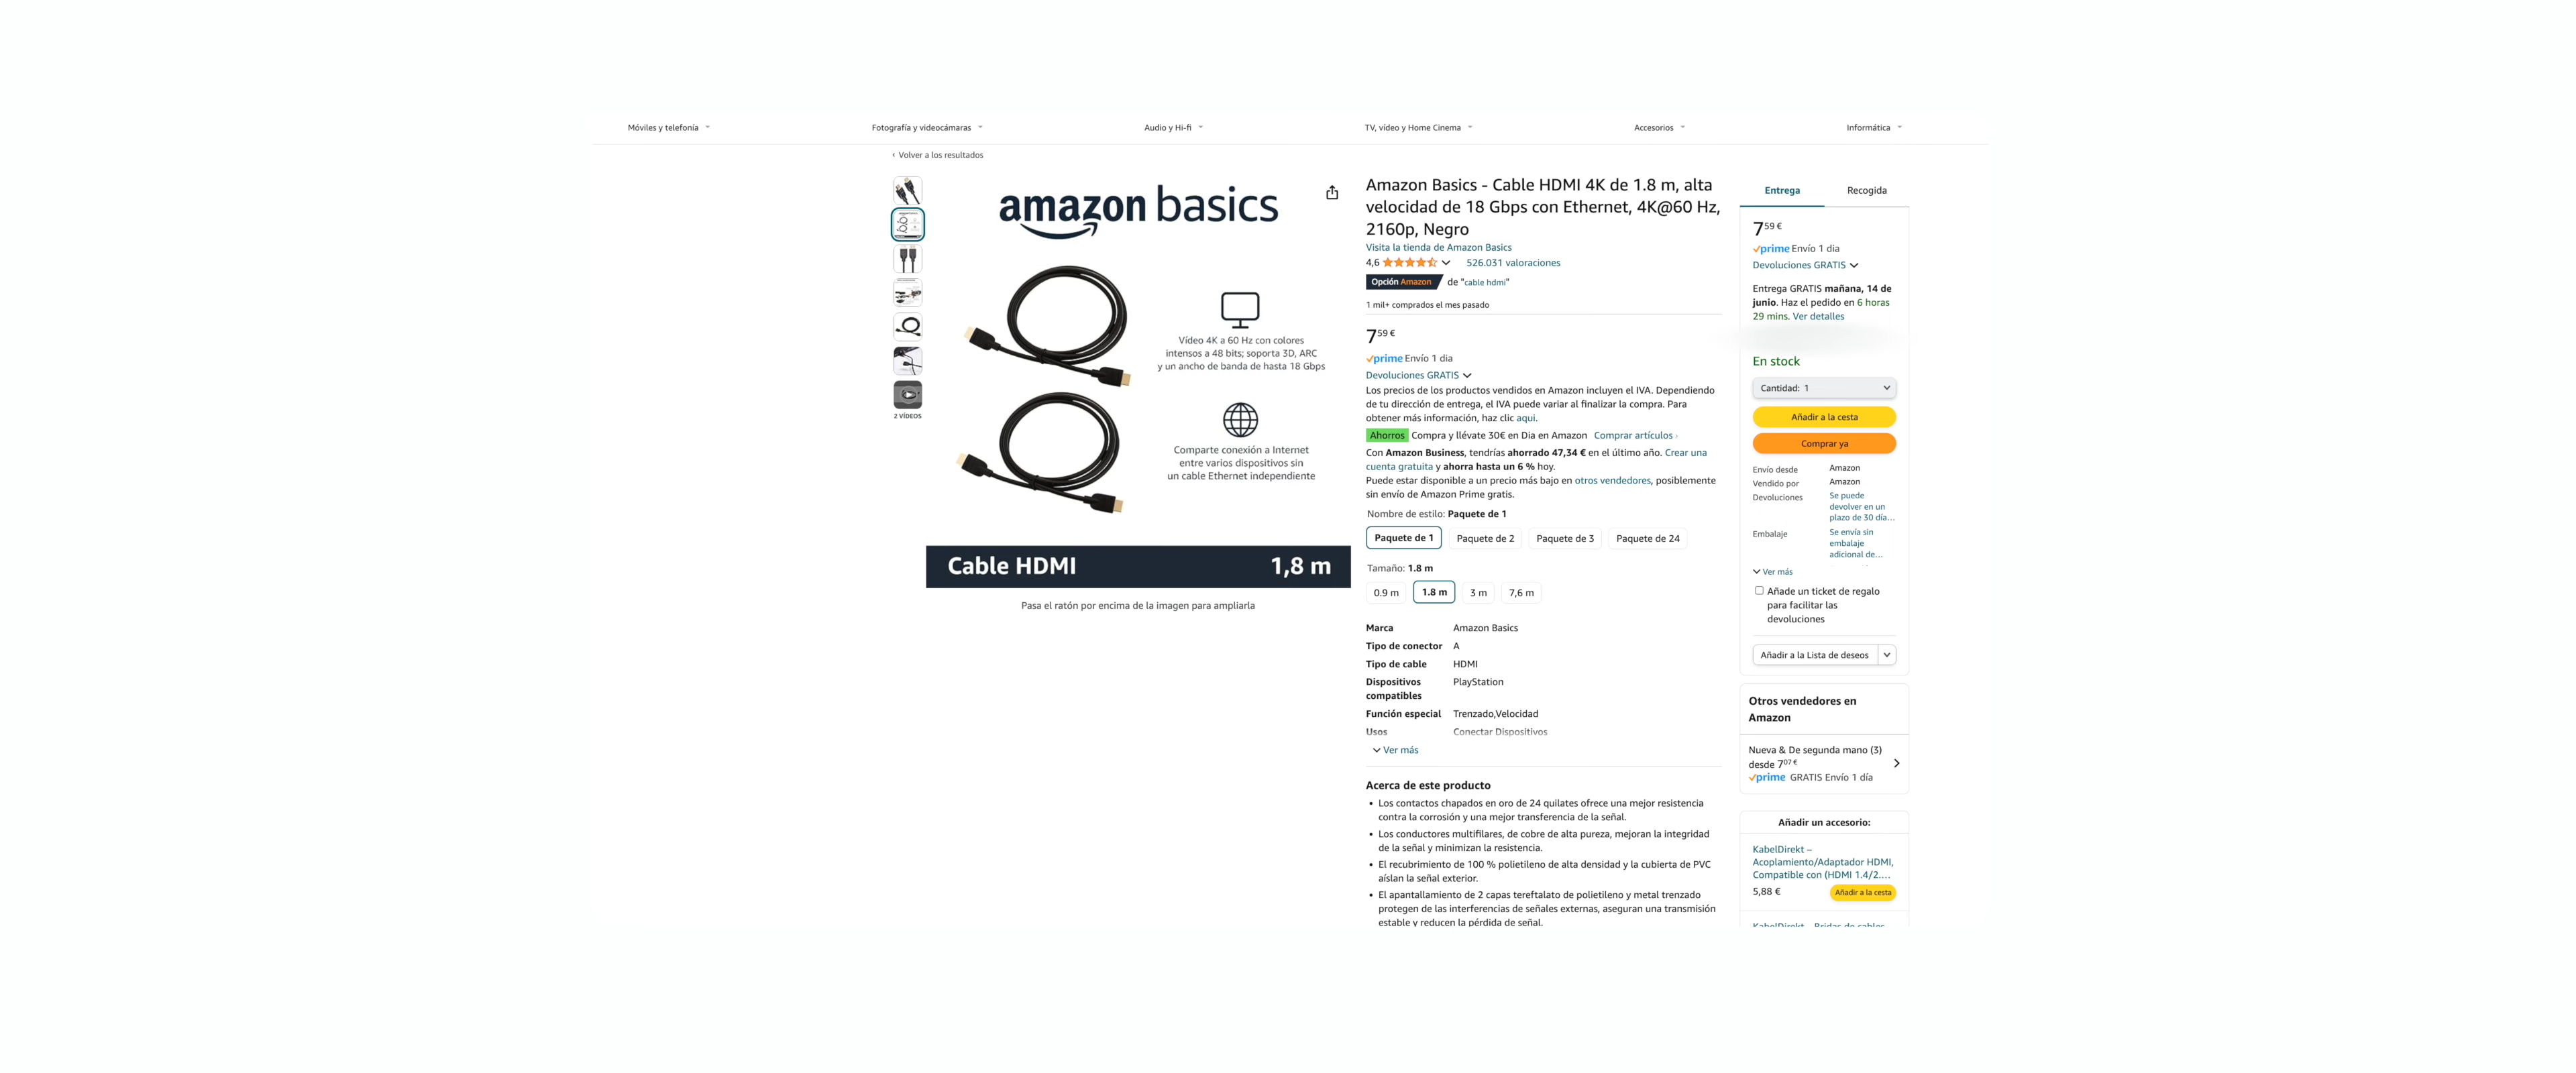 Móviles y telefonía
Fotografía y videocámaras
Audio y Hi-fi
TV, vídeo y Home Cinema
Accesorios
Informática
‹ Volver a los resultados
2 VÍDEOS
amazon basics
Vídeo 4K a 60 Hz con colores
intensos a 48 bits; soporta 3D, ARC
y un ancho de banda de hasta 18 Gbps
Comparte conexión a Internet
entre varios dispositivos sin
un cable Ethernet independiente
Cable HDMI 1,8 m
Pasa el ratón por encima de la imagen para ampliarla
Amazon Basics - Cable HDMI 4K de 1.8 m, alta
velocidad de 18 Gbps con Ethernet, 4K@60 Hz,
2160p, Negro
Visita la tienda de Amazon Basics
4,6 526.031 valoraciones
Opción Amazon de "cable hdmi"
1 mil+ comprados el mes pasado
7 59 €
prime Envío 1 dia
Devoluciones GRATIS
Los precios de los productos vendidos en Amazon incluyen el IVA. Dependiendo
de tu dirección de entrega, el IVA puede variar al finalizar la compra. Para
obtener más información, haz clic aqui.
Ahorros Compra y llévate 30€ en Dia en Amazon Comprar artículos ›
Con Amazon Business, tendrías ahorrado 47,34 € en el último año. Crear una
cuenta gratuita y ahorra hasta un 6 % hoy.
Puede estar disponible a un precio más bajo en otros vendedores, posiblemente
sin envío de Amazon Prime gratis.
Nombre de estilo: Paquete de 1
Paquete de 1 Paquete de 2 Paquete de 3 Paquete de 24
Tamaño: 1.8 m
0.9 m 1.8 m 3 m 7,6 m
Marca Amazon Basics
Tipo de conector A
Tipo de cable HDMI
Dispositivos PlayStation
compatibles
Función especial Trenzado,Velocidad
Usos Conectar Dispositivos
Ver más
Acerca de este producto
• Los contactos chapados en oro de 24 quilates ofrece una mejor resistencia
contra la corrosión y una mejor transferencia de la señal.
• Los conductores multifilares, de cobre de alta pureza, mejoran la integridad
de la señal y minimizan la resistencia.
• El recubrimiento de 100 % polietileno de alta densidad y la cubierta de PVC
aíslan la señal exterior.
• El apantallamiento de 2 capas tereftalato de polietileno y metal trenzado
protegen de las interferencias de señales externas, aseguran una transmisión
estable y reducen la pérdida de señal.
Entrega Recogida
7 59 €
prime Envío 1 dia
Devoluciones GRATIS
Entrega GRATIS mañana, 14 de
junio. Haz el pedido en 6 horas
29 mins. Ver detalles
En stock
Cantidad: 1
Añadir a la cesta
Comprar ya
Envío desde Amazon
Vendido por Amazon
Devoluciones Se puede
devolver en un
plazo de 30 día...
Embalaje Se envía sin
embalaje
adicional de...
Ver más
Añade un ticket de regalo
para facilitar las
devoluciones
Añadir a la Lista de deseos
Otros vendedores en
Amazon
Nueva & De segunda mano (3)
desde 7 07 €
prime GRATIS Envío 1 día
Añadir un accesorio:
KabelDirekt –
Acoplamiento/Adaptador HDMI,
Compatible con (HDMI 1.4/2....
5,88 € Añadir a la cesta
KabelDirekt – Bridas de cables